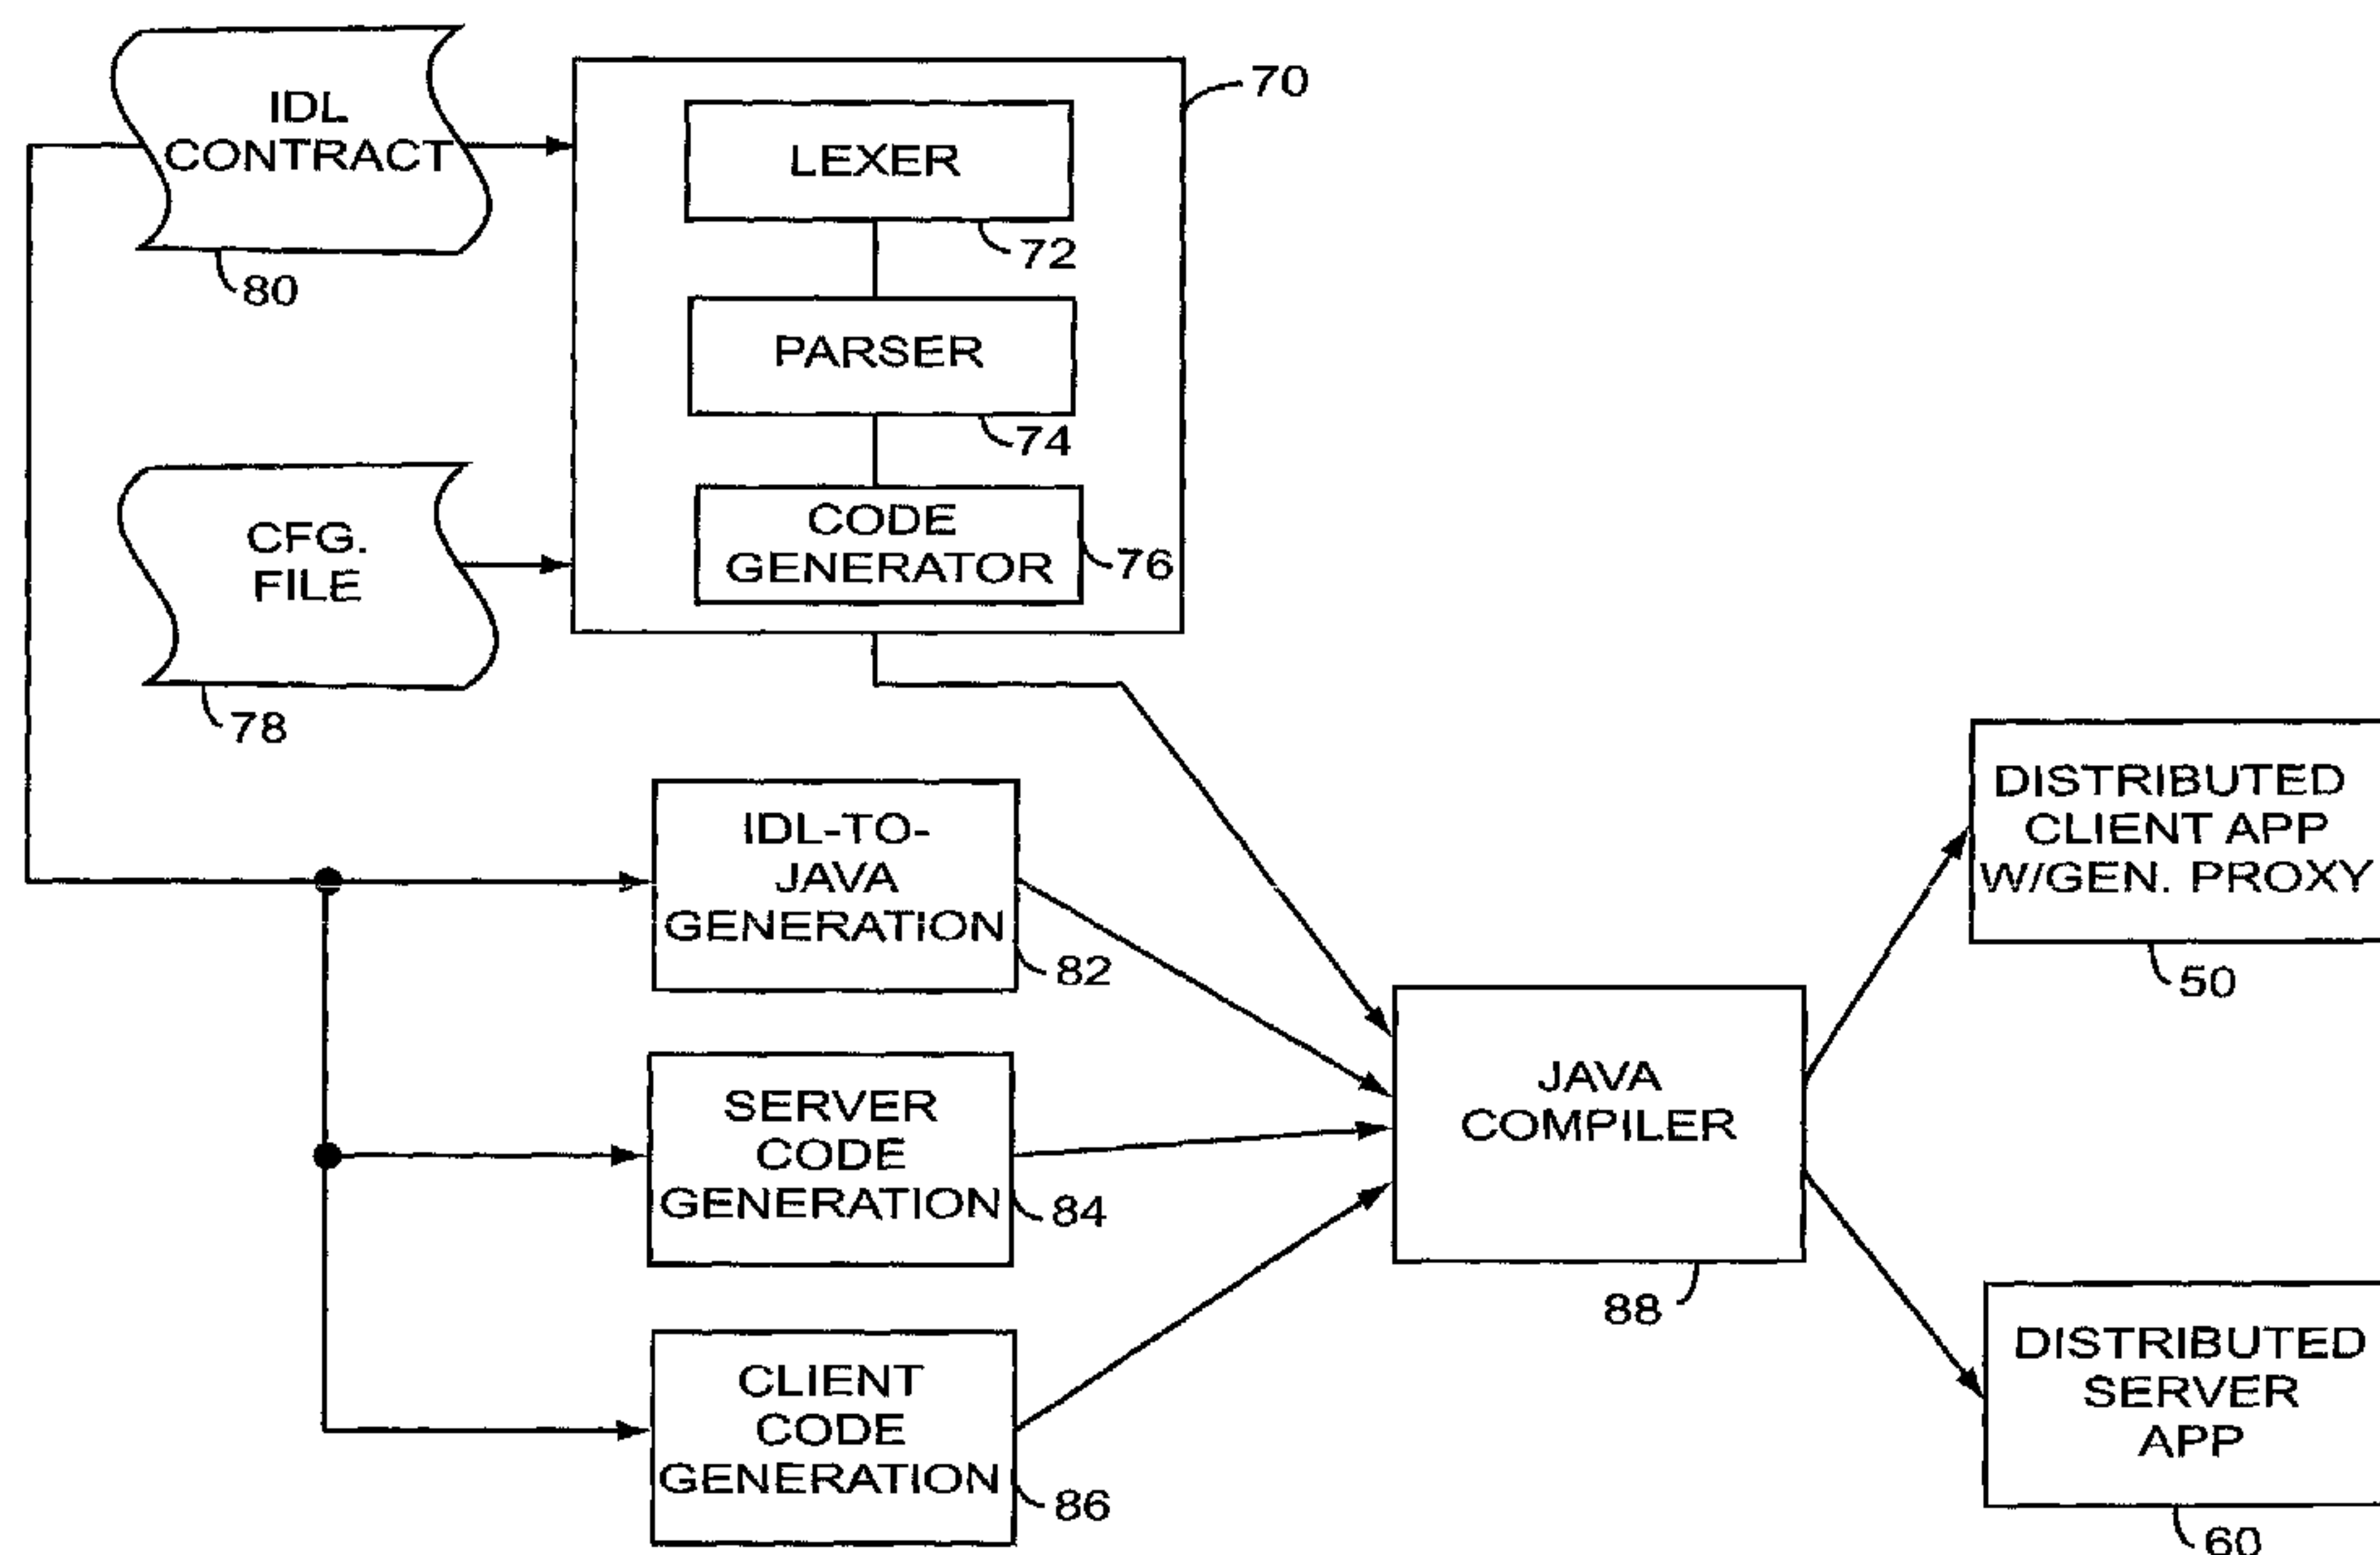 IDL
CONTRACT
80
70
LEXER
72
PARSER
74
CODE
GENERATOR
76
CFG.
FILE
78
IDL-TO-
JAVA
GENERATION
82
SERVER
CODE
GENERATION
84
CLIENT
CODE
GENERATION
86
JAVA
COMPILER
88
DISTRIBUTED
CLIENT APP
W/GEN. PROXY
50
DISTRIBUTED
SERVER
APP
60